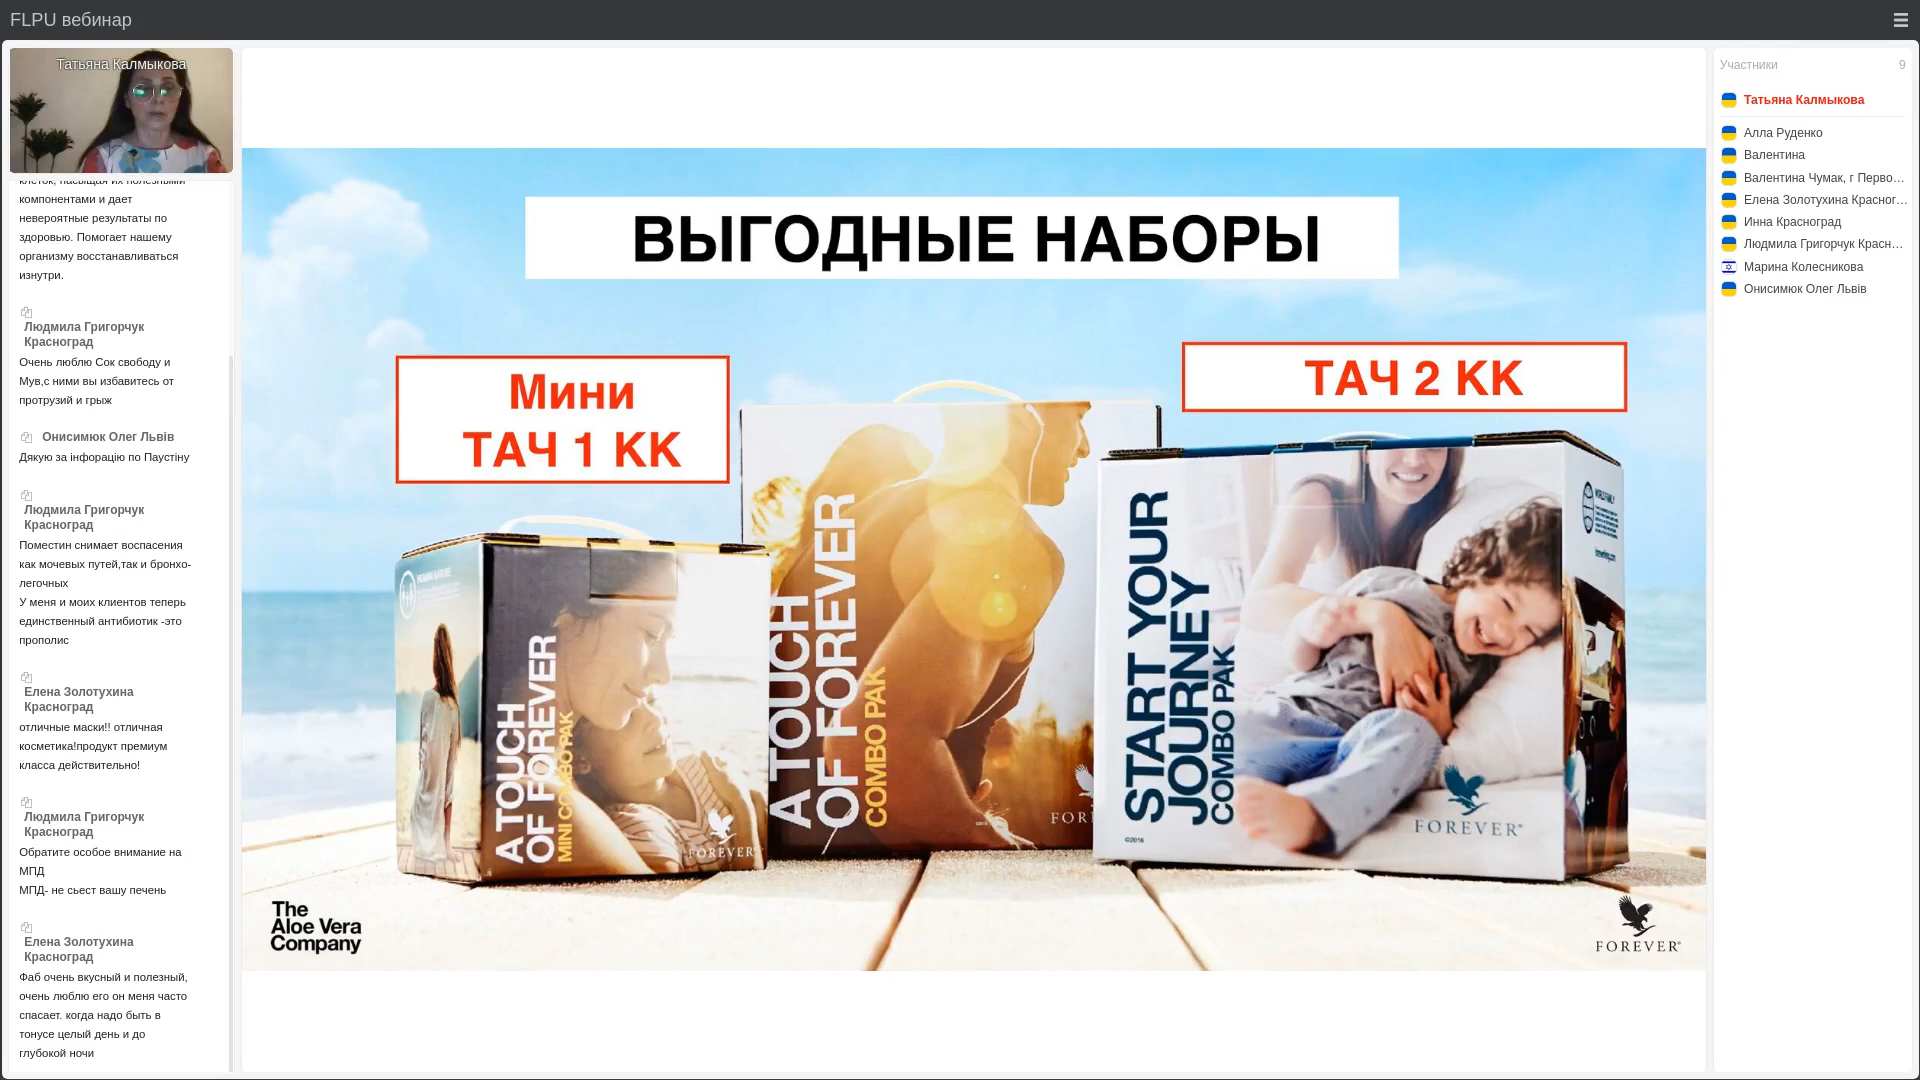 FLPU вебинар
Татьяна Калмыкова
клеток, насыщая их полезными
компонентами и дает
невероятные результаты по
здоровью. Помогает нашему
организму восстанавливаться
изнутри.
Людмила Григорчук
Красноград
Очень люблю Сок свободу и
Мув,с ними вы избавитесь от
протрузий и грыж
Онисимюк Олег Львів
Дякую за інфорацію по Паустіну
Людмила Григорчук
Красноград
Поместин снимает воспасения
как мочевых путей,так и бронхо-
легочных
У меня и моих клиентов теперь
единственный антибиотик -это
прополис
Елена Золотухина
Красноград
отличные маски!! отличная
косметика!продукт премиум
класса действительно!
Людмила Григорчук
Красноград
Обратите особое внимание на
МПД
МПД- не сьест вашу печень
Елена Золотухина
Красноград
Фаб очень вкусный и полезный,
очень люблю его он меня часто
спасает. когда надо быть в
тонусе целый день и до
глубокой ночи
ВЫГОДНЫЕ НАБОРЫ
Мини
ТАЧ 1 КК
ТАЧ 2 КК
A TOUCH
OF FOREVER
MINI COMBO PAK
FOREVER
A TOUCH
OF FOREVER
COMBO PAK
FOR
START YOUR
JOURNEY
COMBO PAK
©2016
FOREVER®
The
Aloe Vera
Company
FOREVER®
Участники 9
Татьяна Калмыкова
Алла Руденко
Валентина
Валентина Чумак, г Перво...
Елена Золотухина Красног...
Инна Красноград
Людмила Григорчук Красн...
Марина Колесникова
Онисимюк Олег Львів